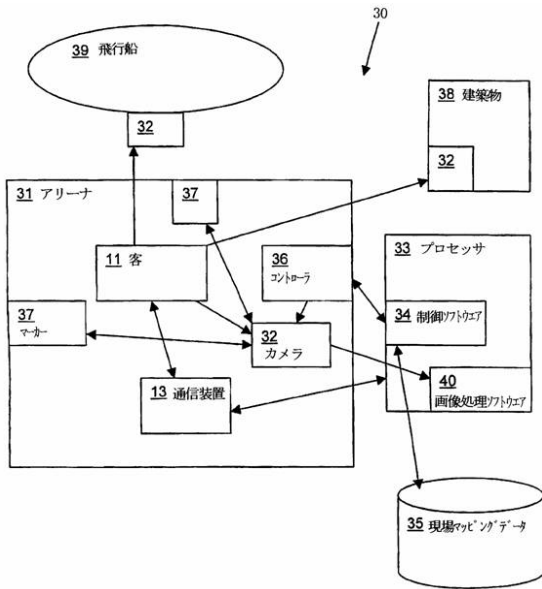 30
39 飛行船
32
38 建築物
32
31 アリーナ
37
11 客
36
コントローラ
33 プロセッサ
34 制御ソフトウエア
37
マーカー
32
カメラ
40
画像処理ソフトウエア
13 通信装置
35 現場マッピングデータ